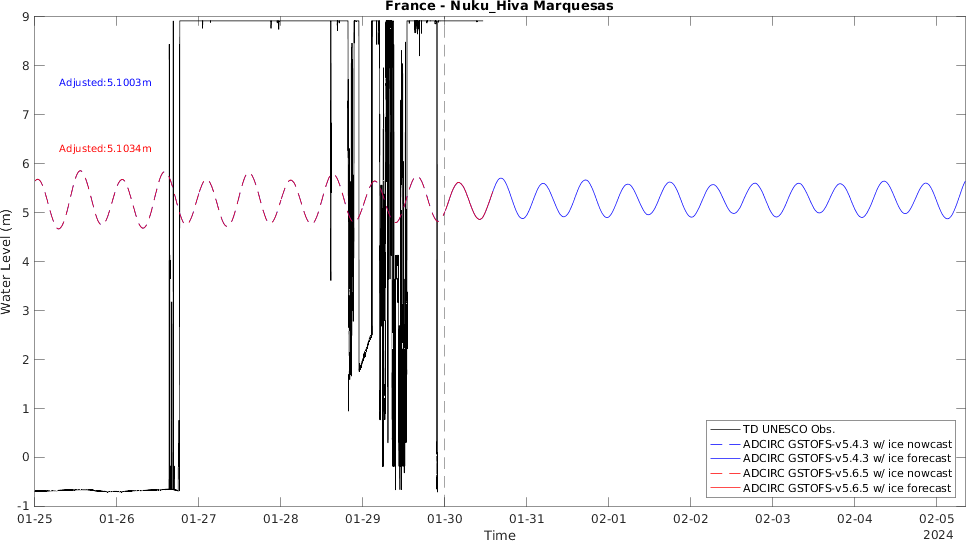 France - Nuku_Hiva Marquesas
Water Level (m)
9
8
7
6
5
4
3
2
1
0
-1
Adjusted:5.1003m
Adjusted:5.1034m
TD UNESCO Obs.
ADCIRC GSTOFS-v5.4.3 w/ ice nowcast
ADCIRC GSTOFS-v5.4.3 w/ ice forecast
ADCIRC GSTOFS-v5.6.5 w/ ice nowcast
ADCIRC GSTOFS-v5.6.5 w/ ice forecast
01-25 01-26 01-27 01-28 01-29 01-30 01-31 02-01 02-02 02-03 02-04 02-05
2024
Time